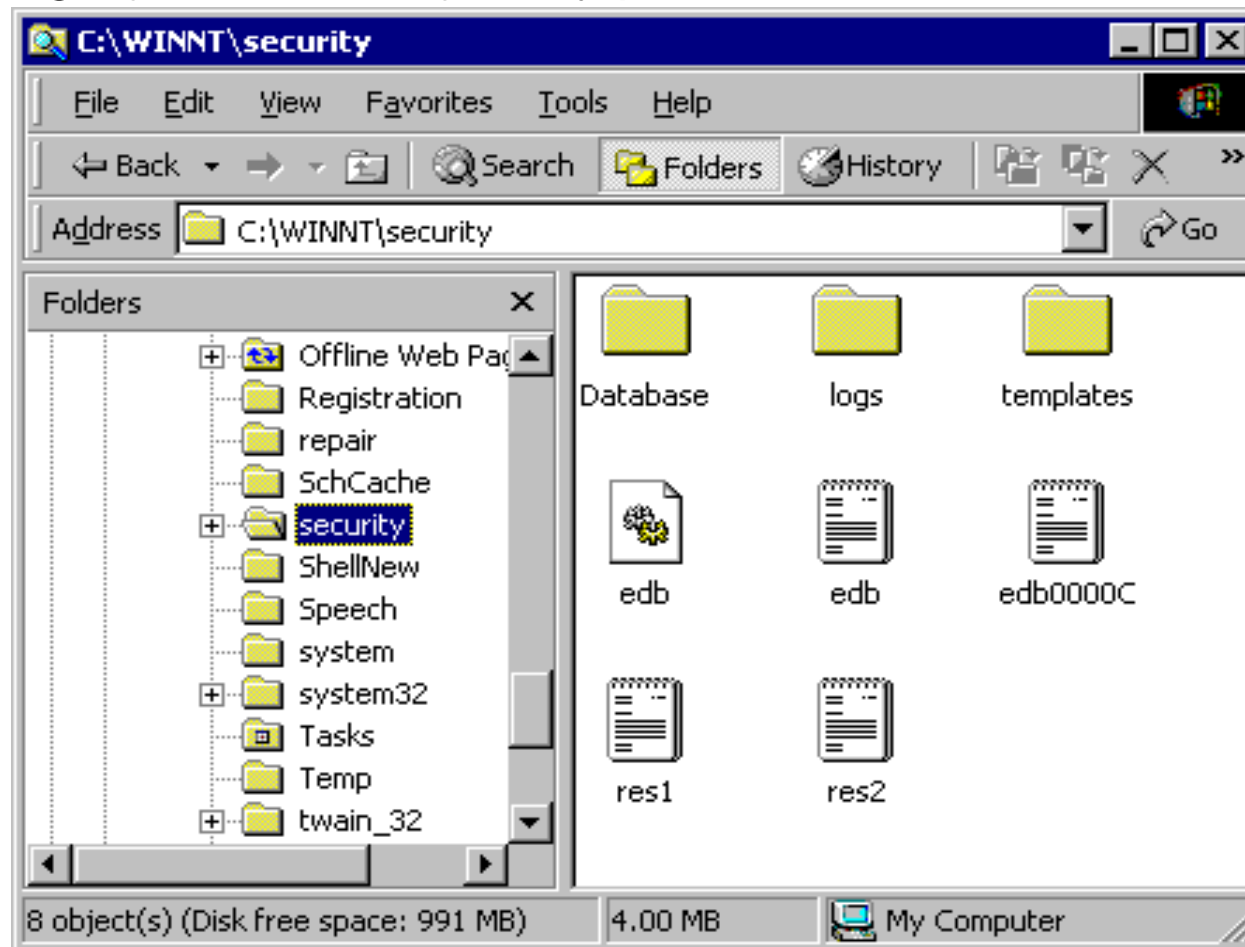 C:\WINNT\security
File Edit View Favorites Tools Help
Back Search Folders History »
Address C:\WINNT\security Go
Folders
Offline Web Pag
Registration
repair
SchCache
security
ShellNew
Speech
system
system32
Tasks
Temp
twain_32
Database logs templates
edb edb edb0000C
res1 res2
8 object(s) (Disk free space: 991 MB) 4.00 MB My Computer